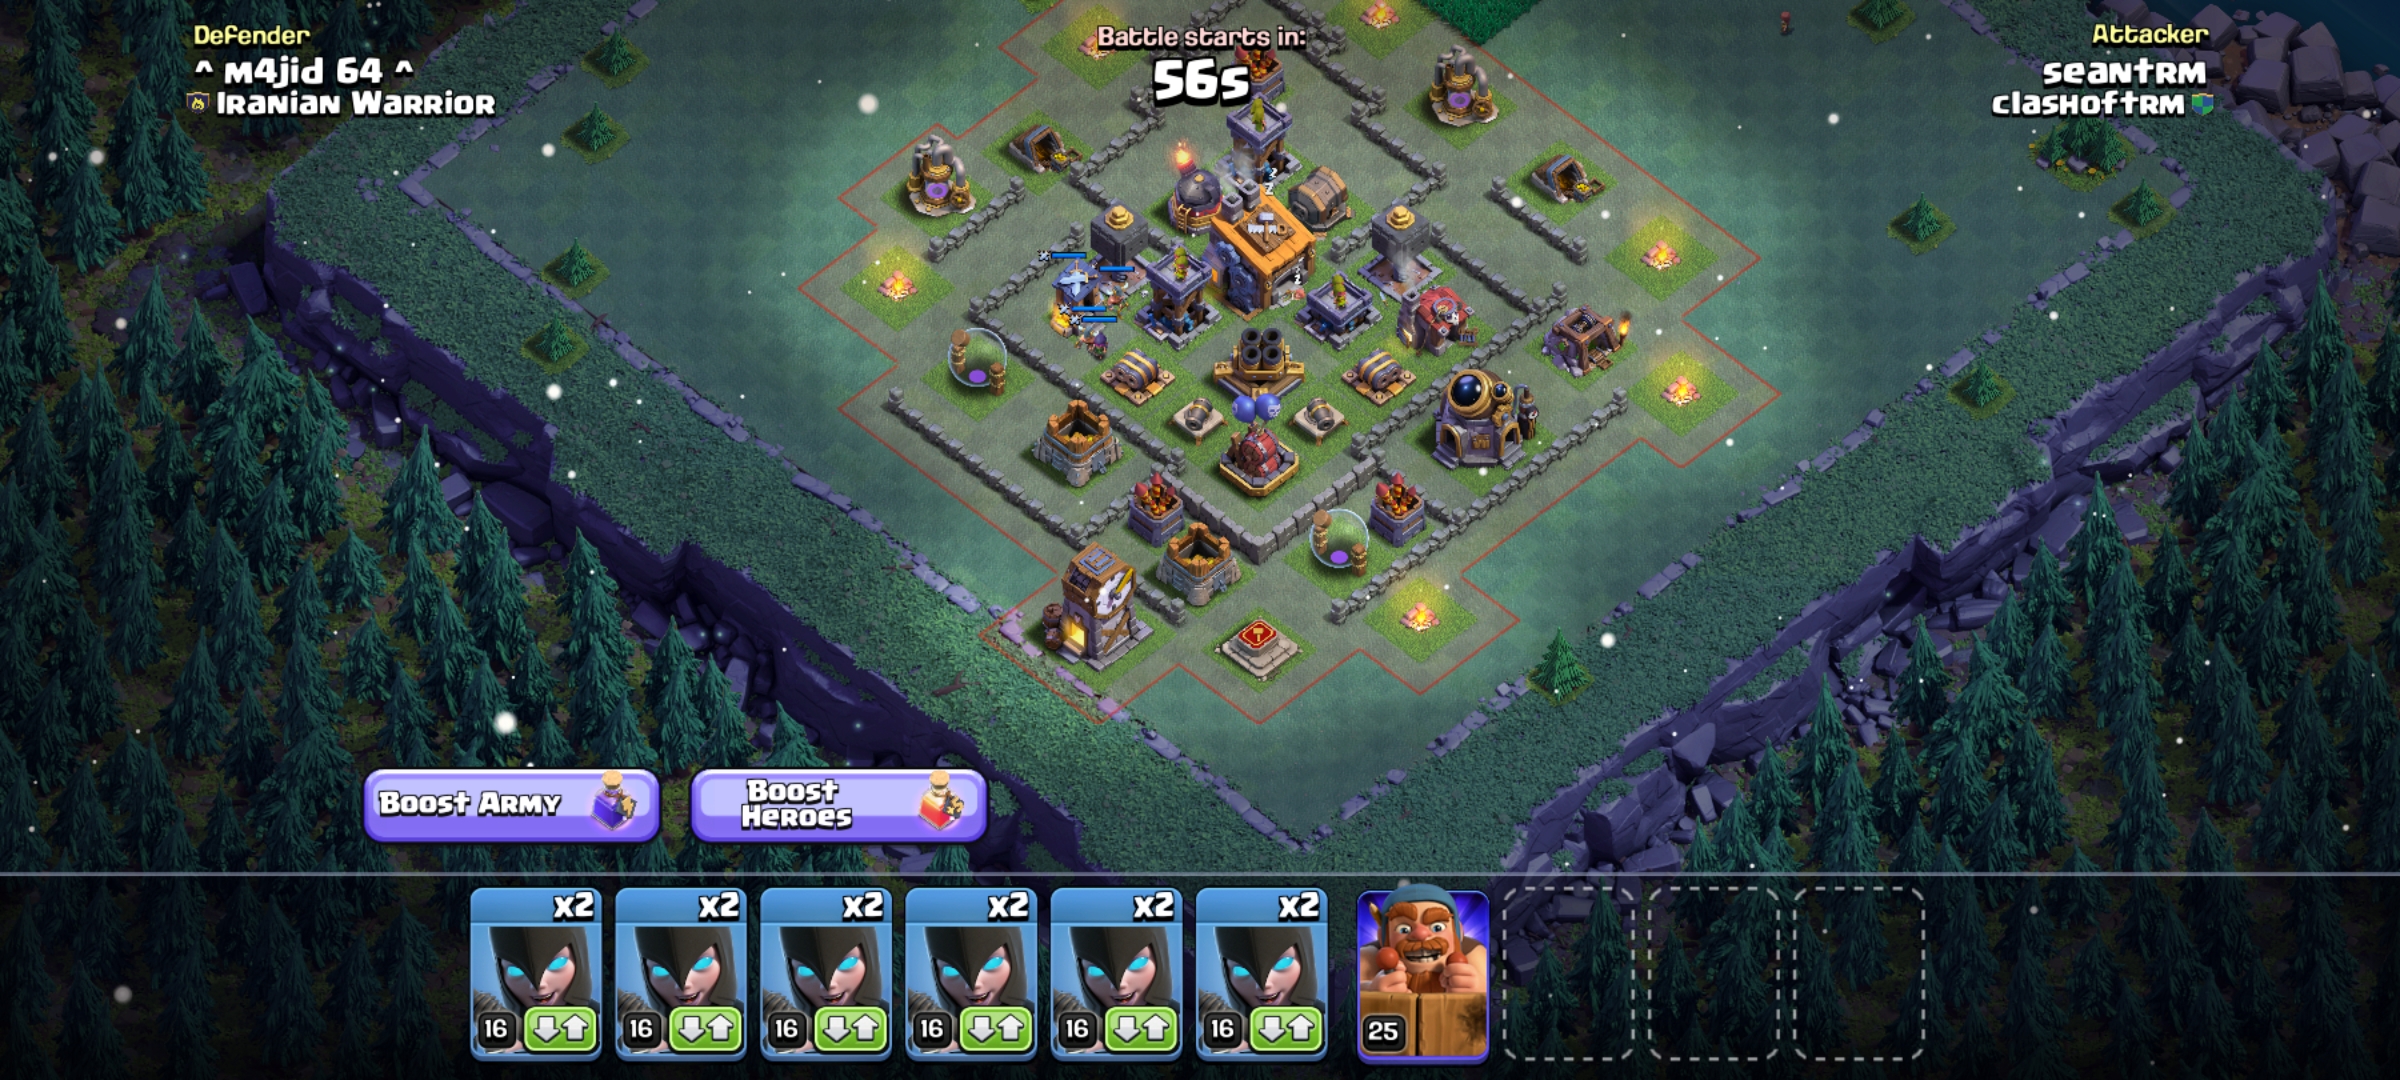 Defender
^ m4jid 64 ^
Iranian Warrior
Battle starts in:
56s
Attacker
seantrm
clashoftrm
Boost Army
Boost
Heroes
x2
x2
x2
x2
x2
x2
16
16
16
16
16
16
25